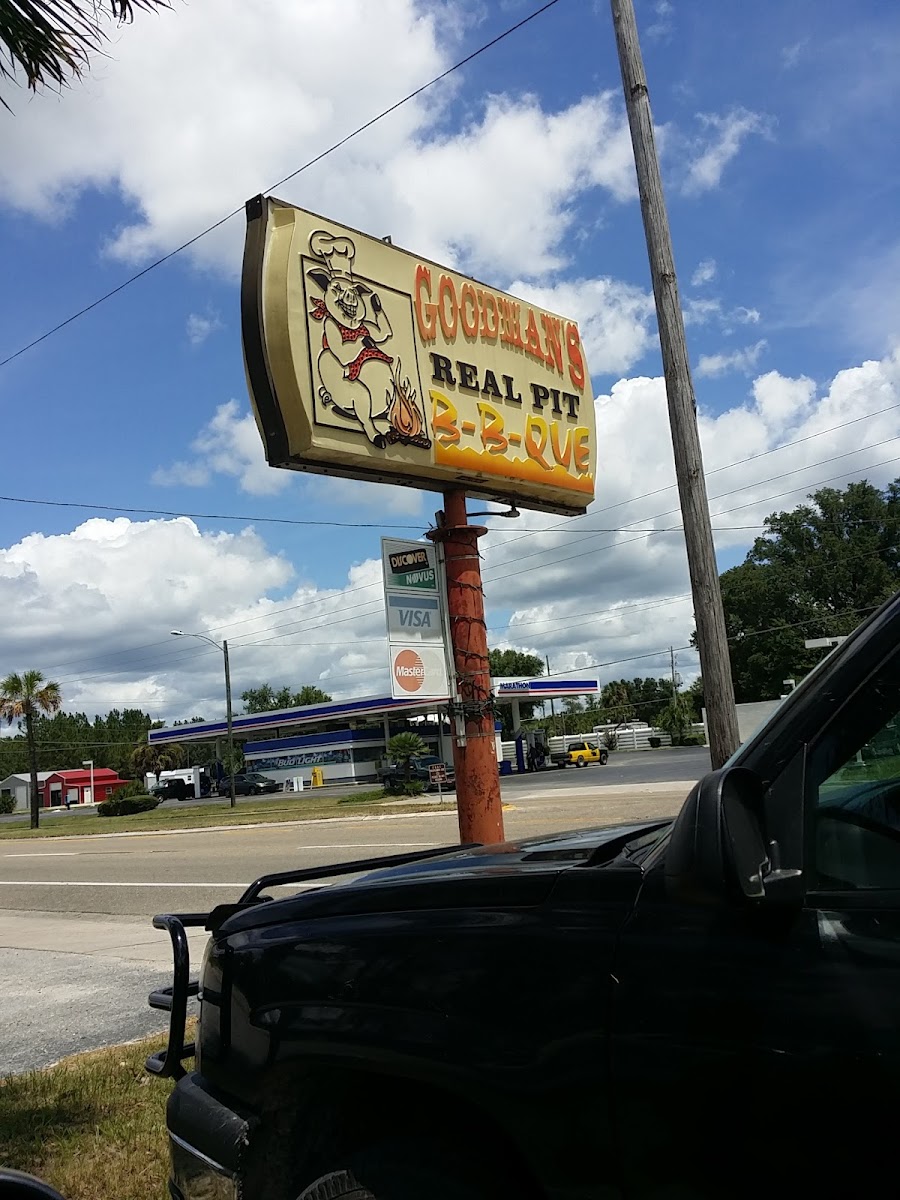 GOODMAN'S
REAL PIT
B-B-QUE
DISCOVER
NOVUS
VISA
MasterCard
MARATHON
BUD LIGHT